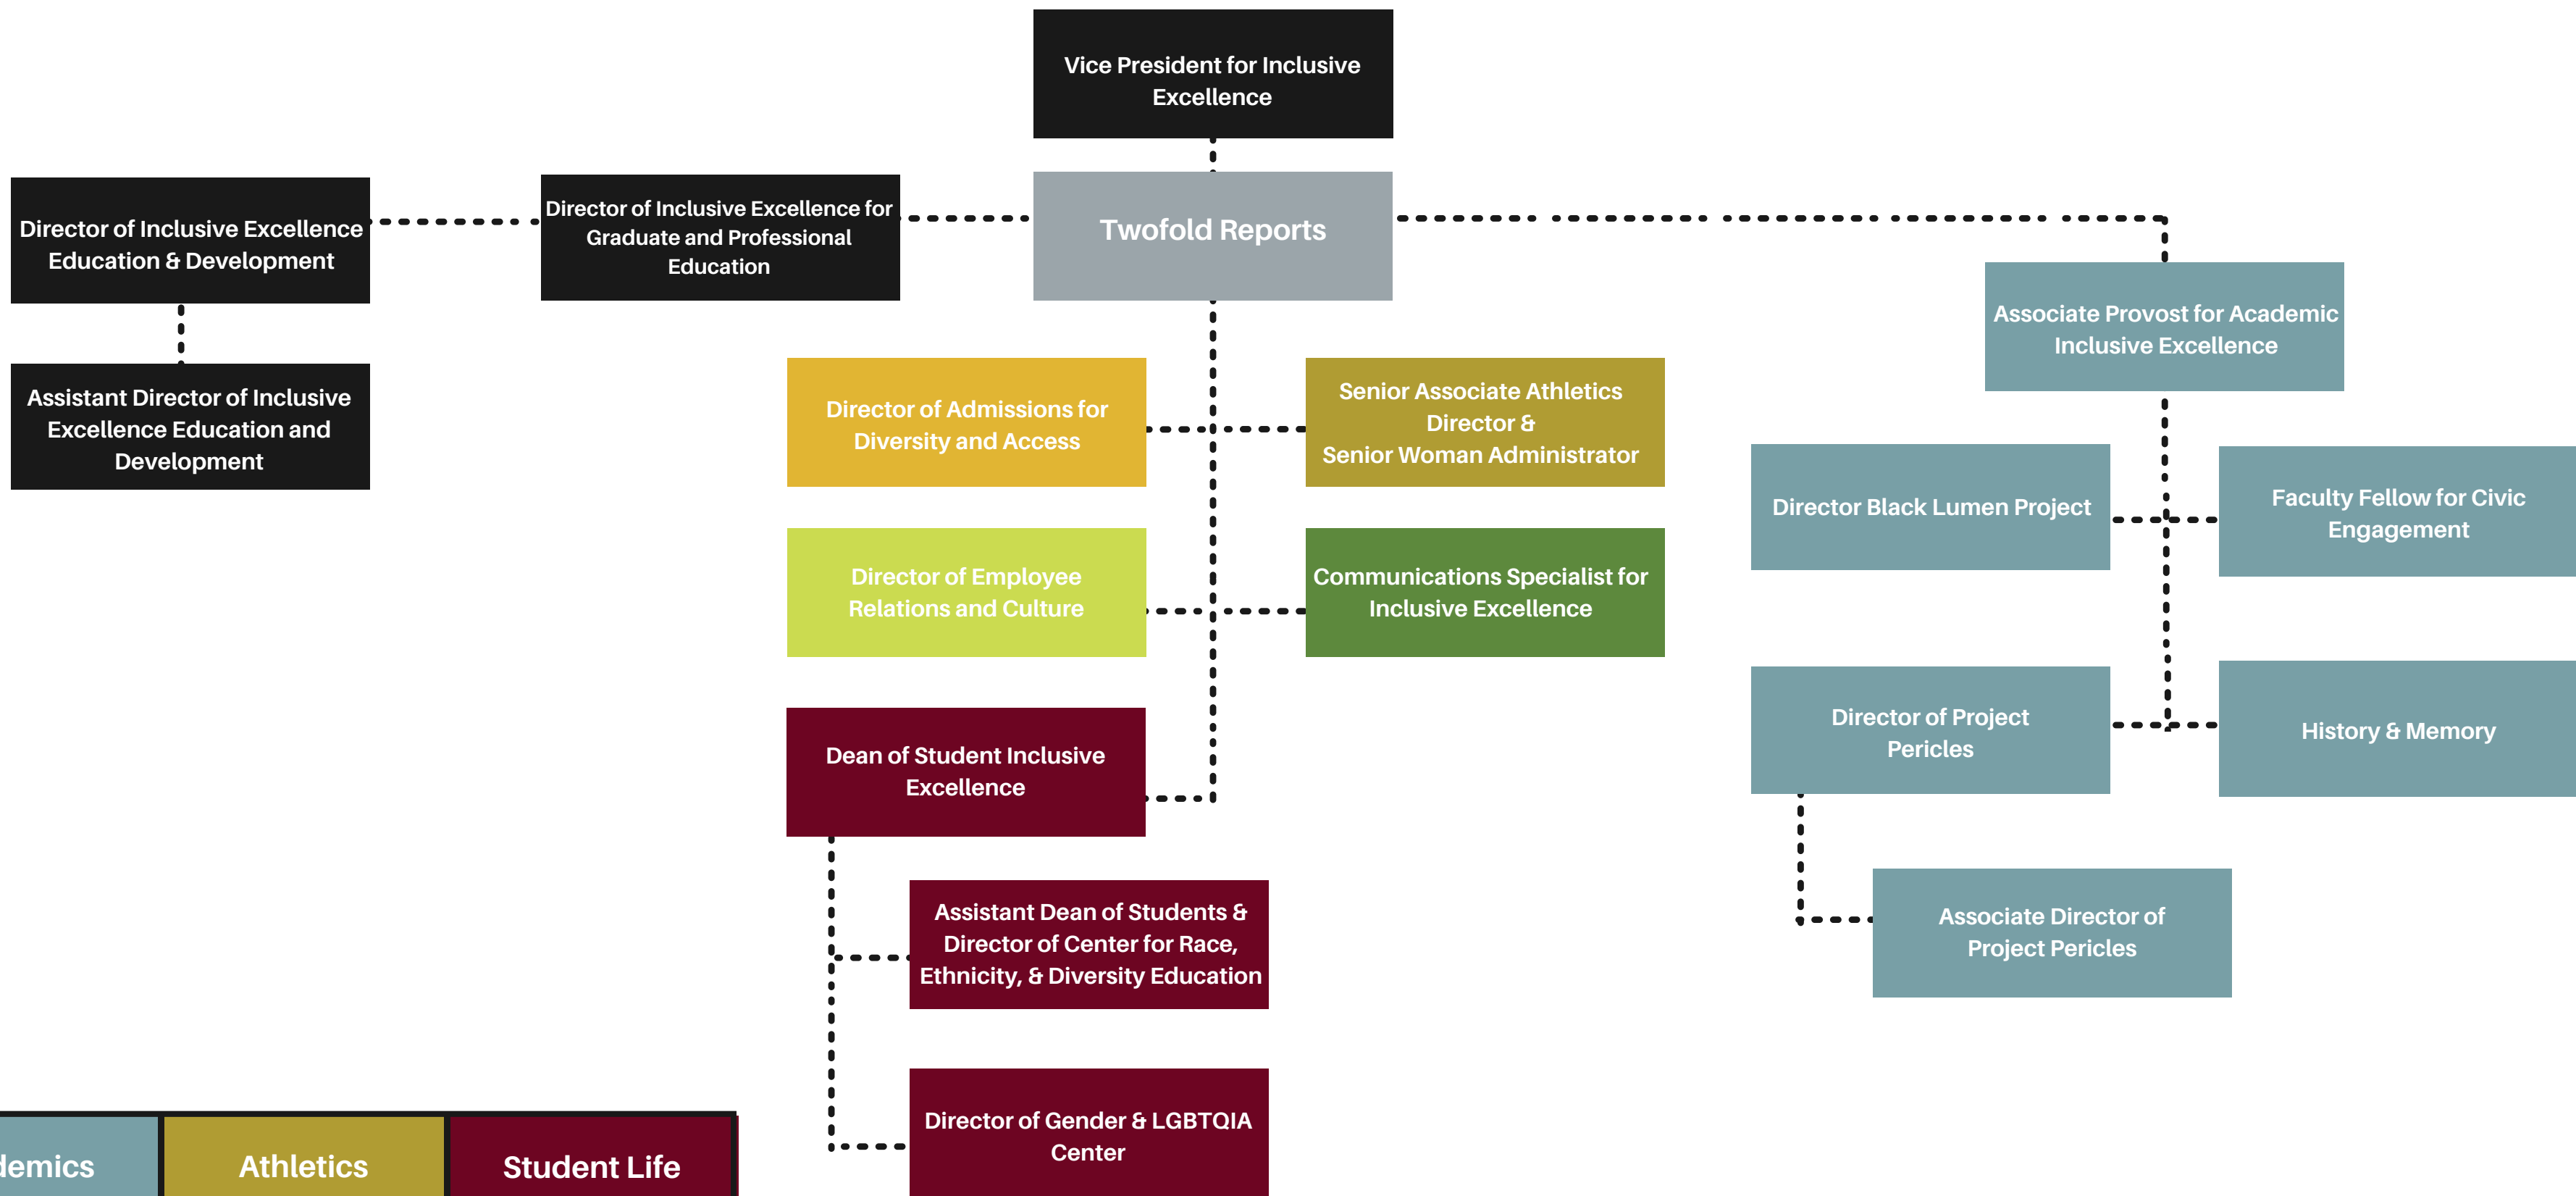 Vice President for Inclusive
Excellence
Twofold Reports
Director of Inclusive Excellence
Education & Development
Director of Inclusive Excellence for
Graduate and Professional
Education
Assistant Director of Inclusive
Excellence Education and
Development
Associate Provost for Academic
Inclusive Excellence
Director of Admissions for
Diversity and Access
Senior Associate Athletics
Director &
Senior Woman Administrator
Director Black Lumen Project
Faculty Fellow for Civic
Engagement
Director of Employee
Relations and Culture
Communications Specialist for
Inclusive Excellence
Director of Project
Pericles
History & Memory
Dean of Student Inclusive
Excellence
Assistant Dean of Students &
Director of Center for Race,
Ethnicity, & Diversity Education
Associate Director of
Project Pericles
Director of Gender & LGBTQIA
Center
Athletics
Student Life